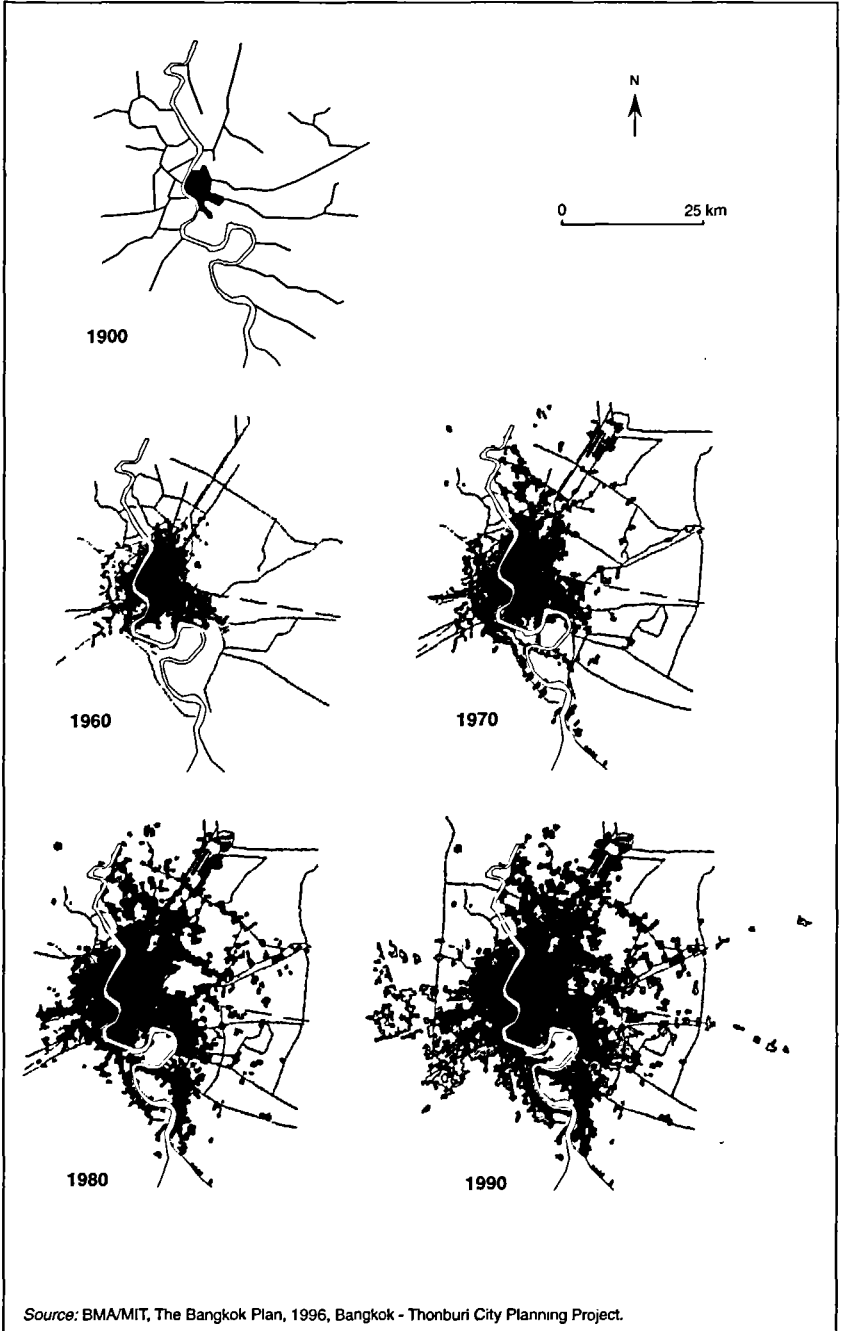 N
0 25 km
1900
1960
1970
1980
1990
Source: BMA/MIT, The Bangkok Plan, 1996, Bangkok - Thonburi City Planning Project.